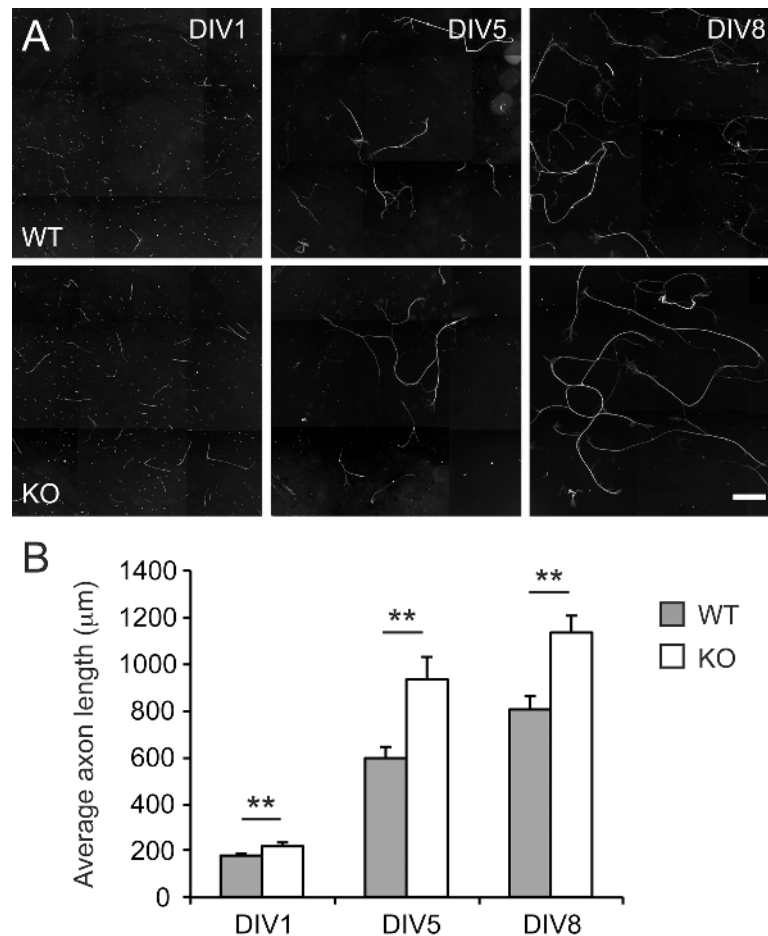 A
DIV1
DIV5
DIV8
WT
KO
B
Average axon length (µm)
1400
1200
1000
800
600
400
200
0
**
**
**
DIV1
DIV5
DIV8
WT
KO